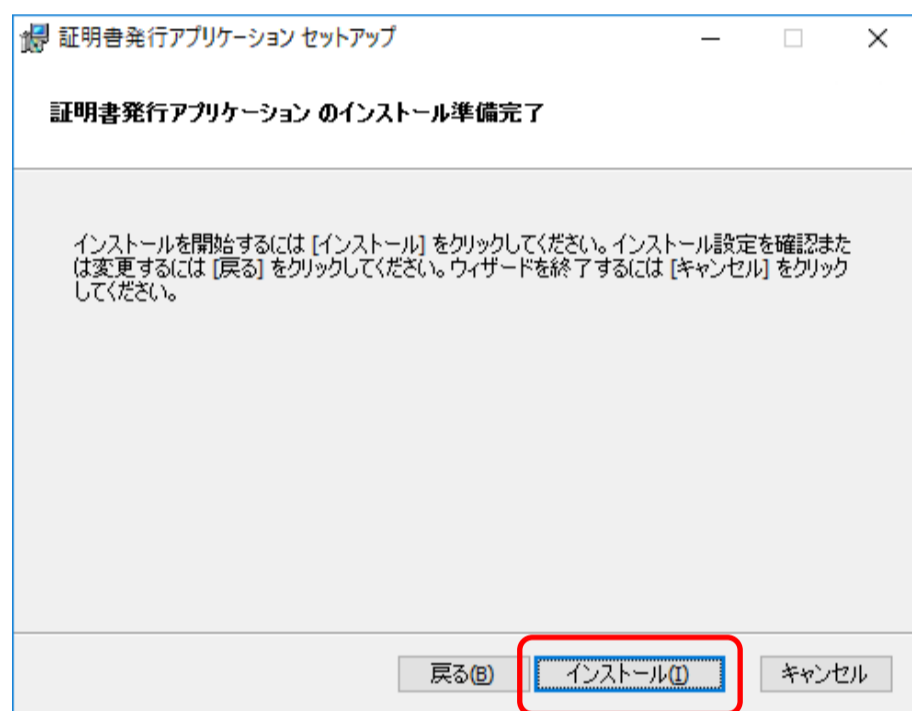 証明書発行アプリケーション セットアップ
証明書発行アプリケーション のインストール準備完了
インストールを開始するには [インストール] をクリックしてください。インストール設定を確認また
は変更するには [戻る] をクリックしてください。ウィザードを終了するには [キャンセル] をクリック
してください。
戻る(B) インストール(I) キャンセル